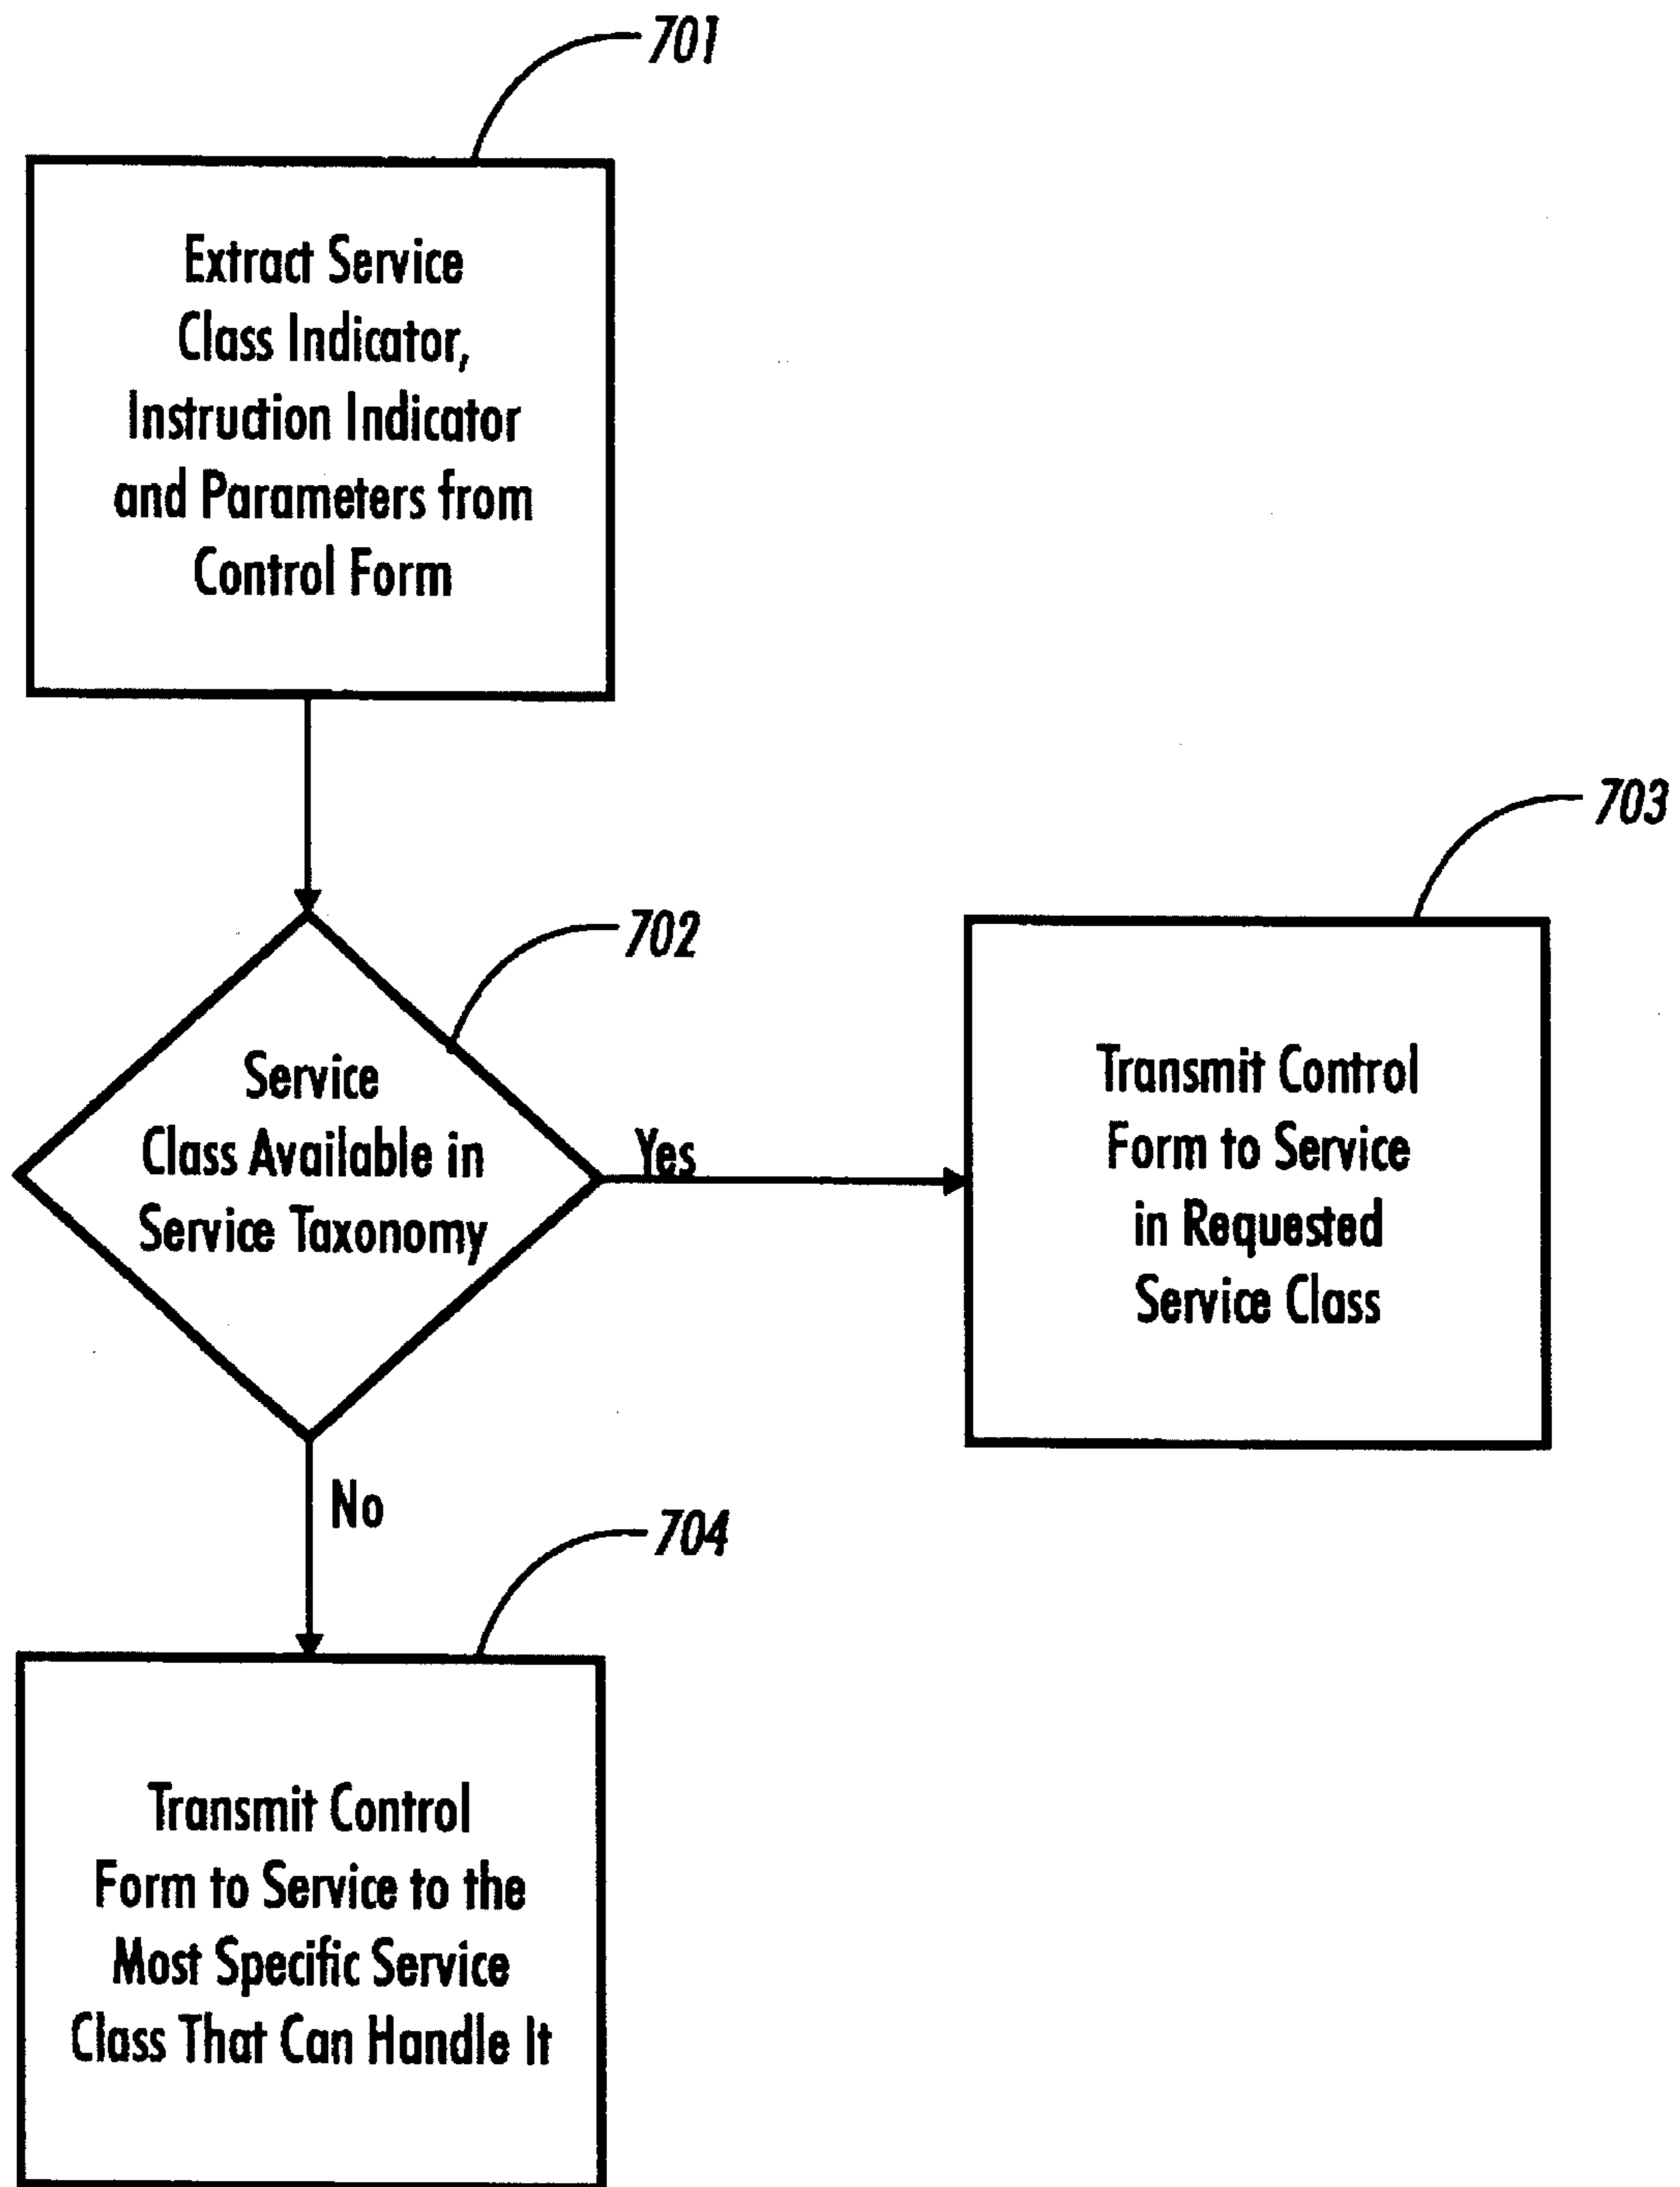 701
Extract Service
Class Indicator,
Instruction Indicator
and Parameters from
Control Form
702
Service
Class Available in
Service Taxonomy
Yes
703
Transmit Control
Form to Service
in Requested
Service Class
No
704
Transmit Control
Form to Service to the
Most Specific Service
Class That Can Handle It